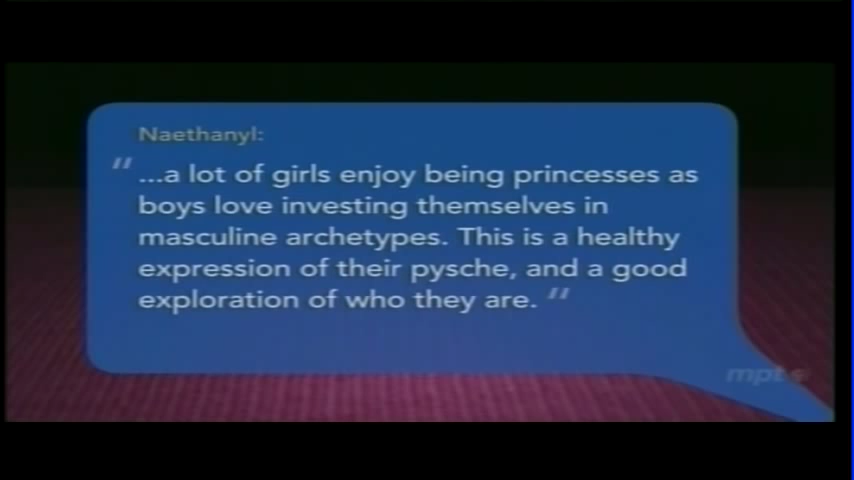 Naethanyl:
"...a lot of girls enjoy being princesses as
boys love investing themselves in
masculine archetypes. This is a healthy
expression of their pysche, and a good
exploration of who they are."
mpt